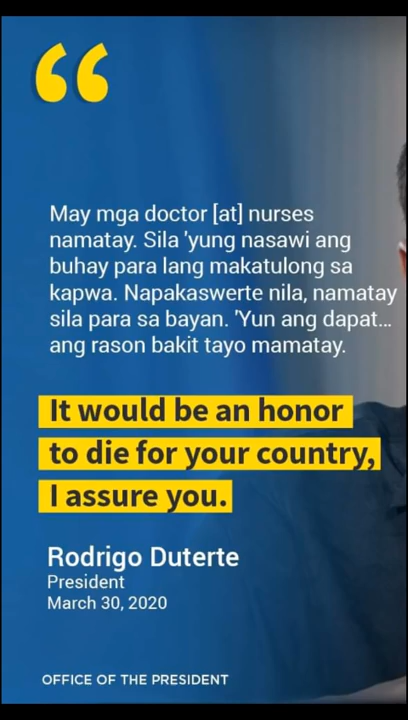 “
May mga doctor [at] nurses
namatay. Sila 'yung nasawi ang
buhay para lang makatulong sa
kapwa. Napakaswerte nila, namatay
sila para sa bayan. 'Yun ang dapat...
ang rason bakit tayo mamatay.
It would be an honor
to die for your country,
I assure you.
Rodrigo Duterte
President
March 30, 2020
OFFICE OF THE PRESIDENT